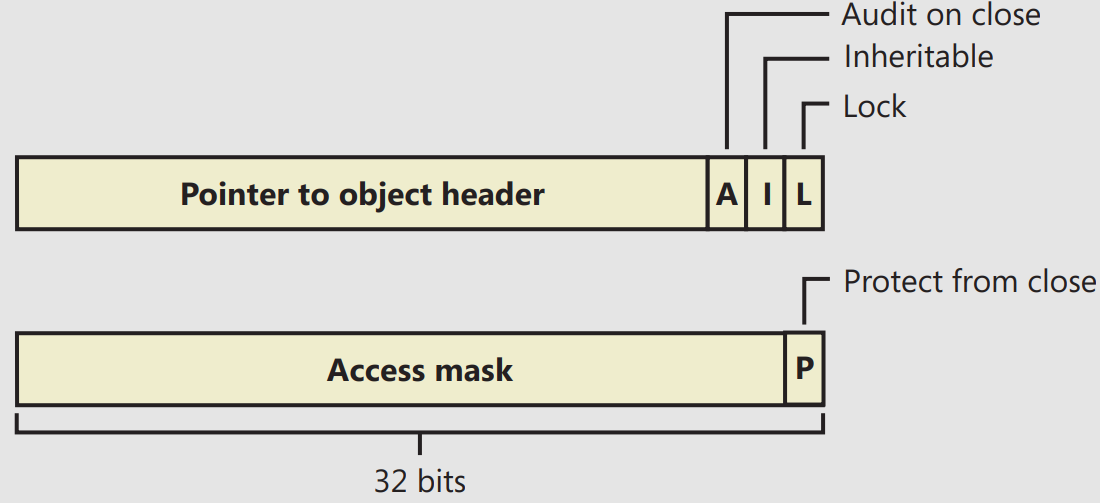 Audit on close
Inheritable
Lock
Pointer to object header A I L
Protect from close
Access mask P
32 bits